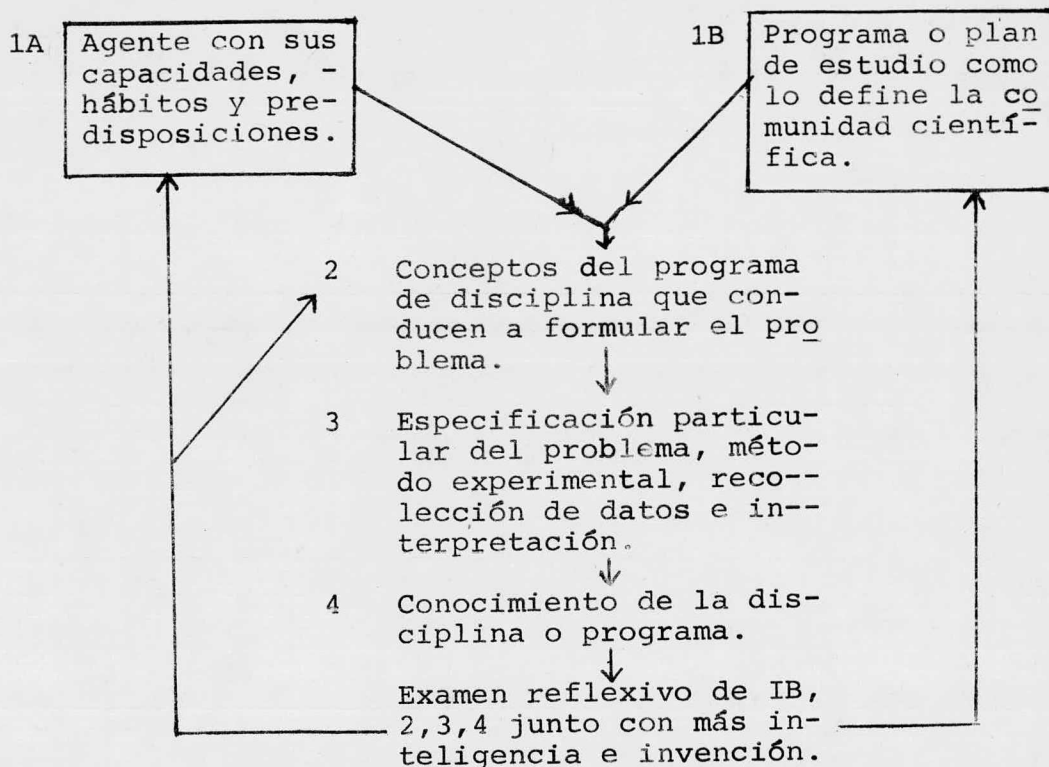 1A Agente con sus
capacidades, -
hábitos y pre-
disposiciones.
1B Programa o plan
de estudio como
lo define la co
munidad cientí-
fica.
2 Conceptos del programa
de disciplina que con-
ducen a formular el pro
blema.
3 Especificación particu-
lar del problema, méto-
do experimental, reco--
lección de datos e in--
terpretación.
4 Conocimiento de la dis-
ciplina o programa.
Examen reflexivo de IB,
2,3,4 junto con más in-
teligencia e invención.